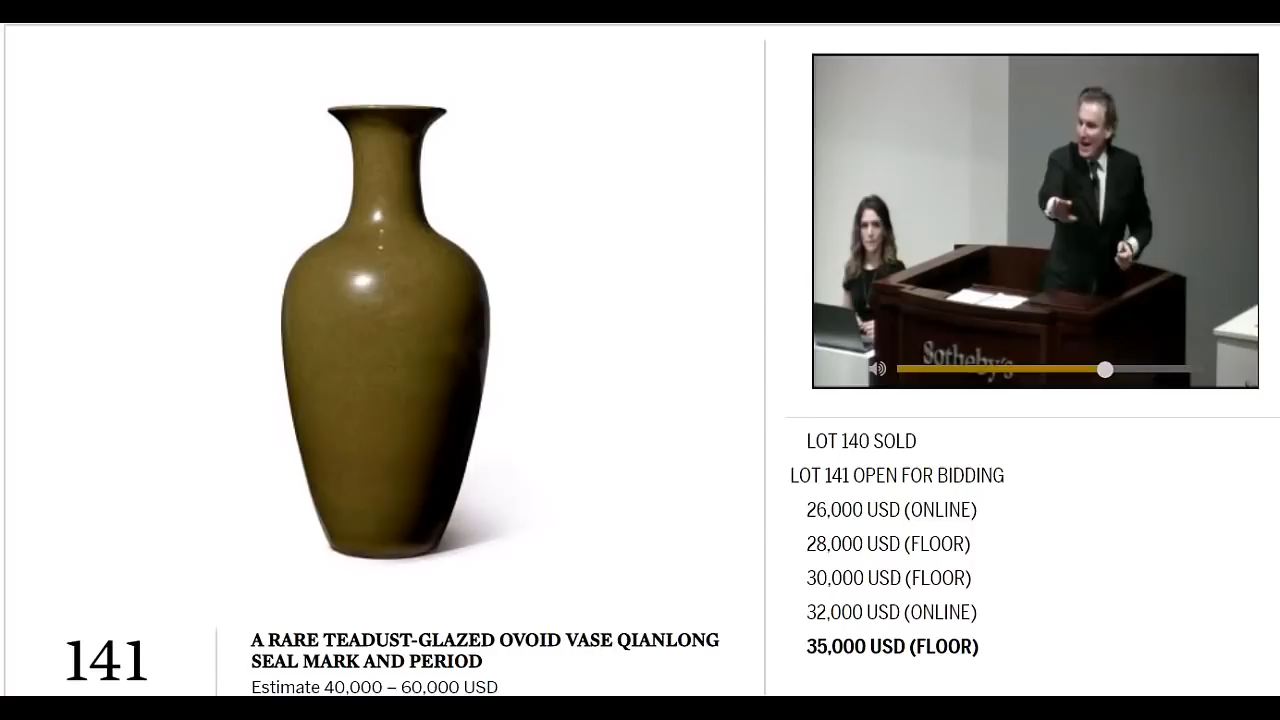 Sotheby's
LOT 140 SOLD
LOT 141 OPEN FOR BIDDING
26,000 USD (ONLINE)
28,000 USD (FLOOR)
30,000 USD (FLOOR)
32,000 USD (ONLINE)
35,000 USD (FLOOR)
141
A RARE TEADUST-GLAZED OVOID VASE QIANLONG
SEAL MARK AND PERIOD
Estimate 40,000 – 60,000 USD